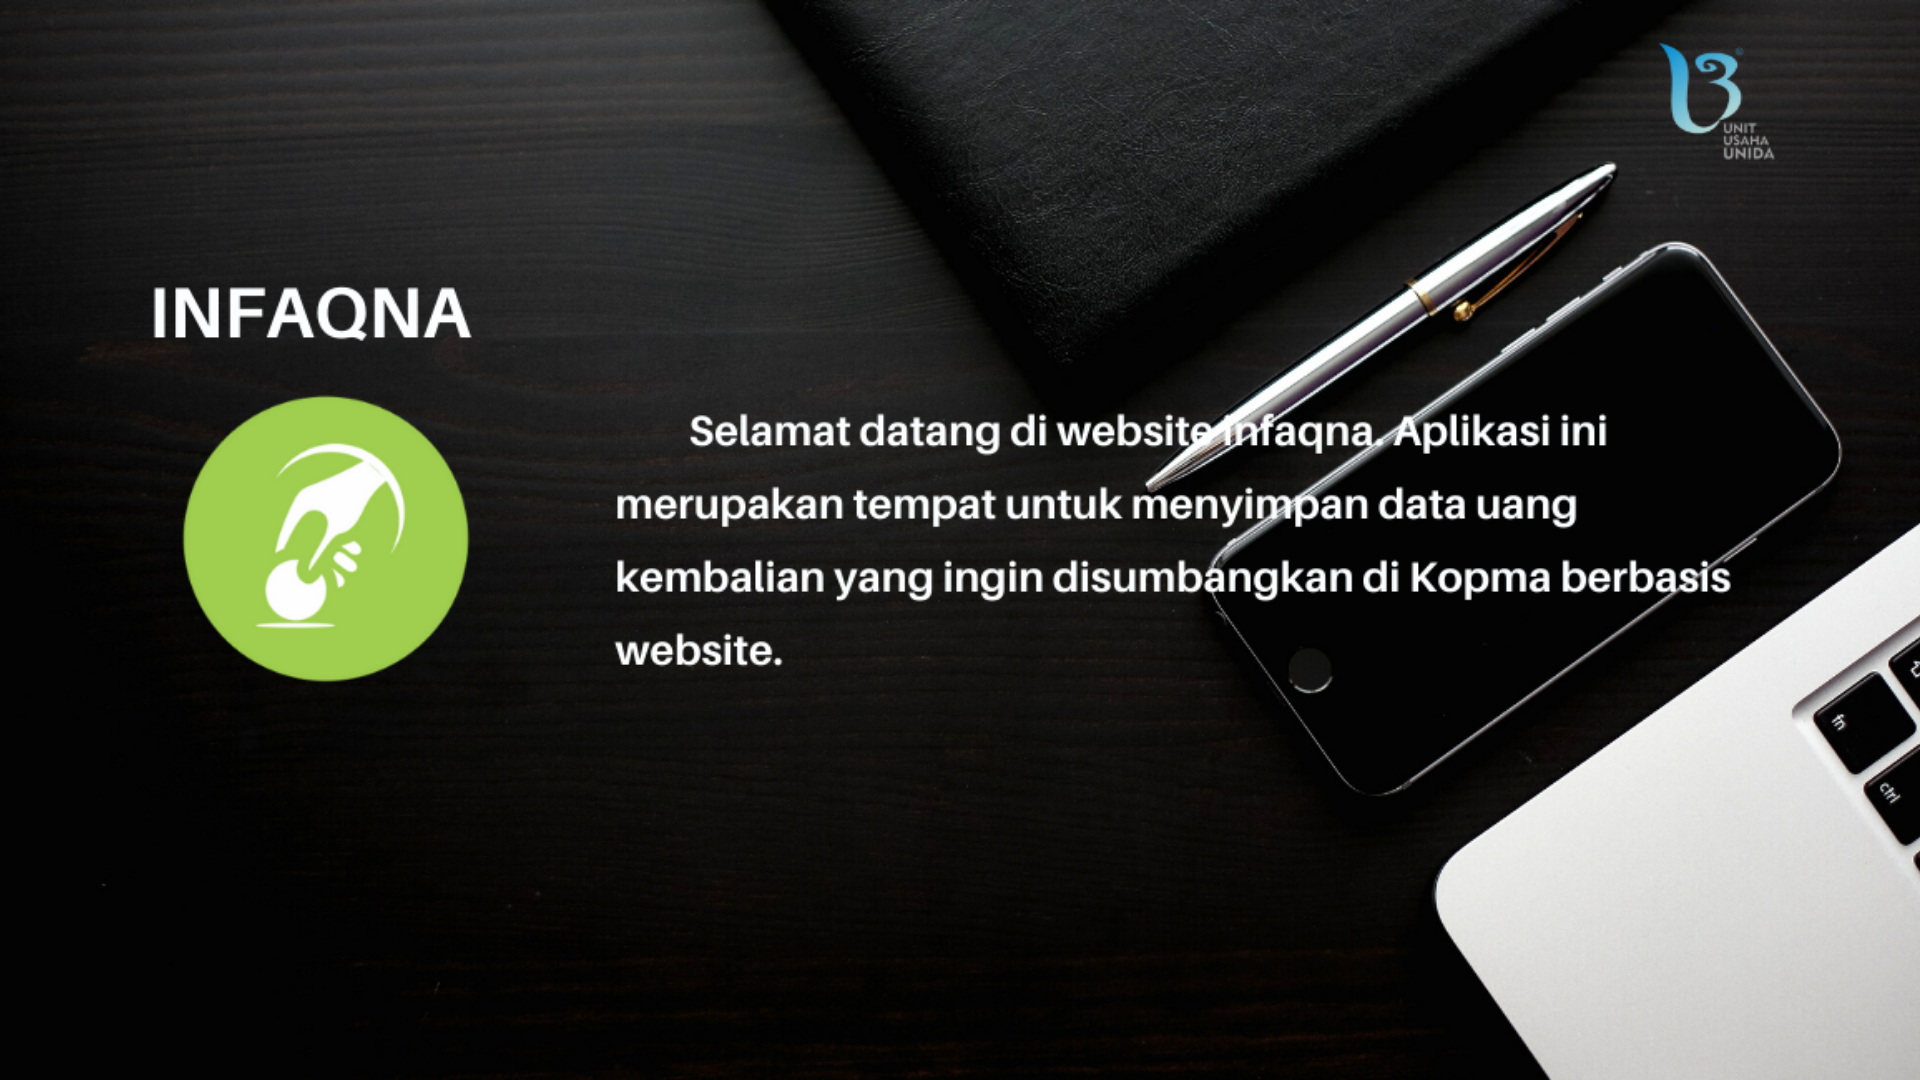 UNIT
USAHA
UNIDA
INFAQNA
Selamat datang di website infaqna. Aplikasi ini
merupakan tempat untuk menyimpan data uang
kembalian yang ingin disumbangkan di Kopma berbasis
website.
fn
ctrl